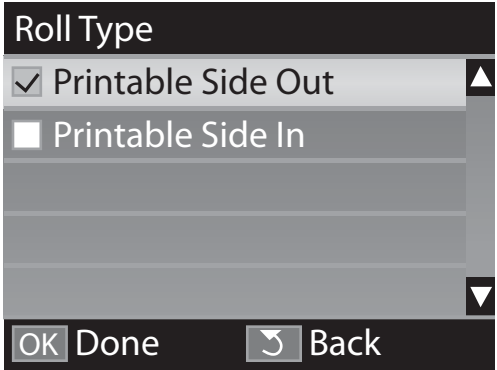 Roll Type
Printable Side Out
Printable Side In
OK Done Back